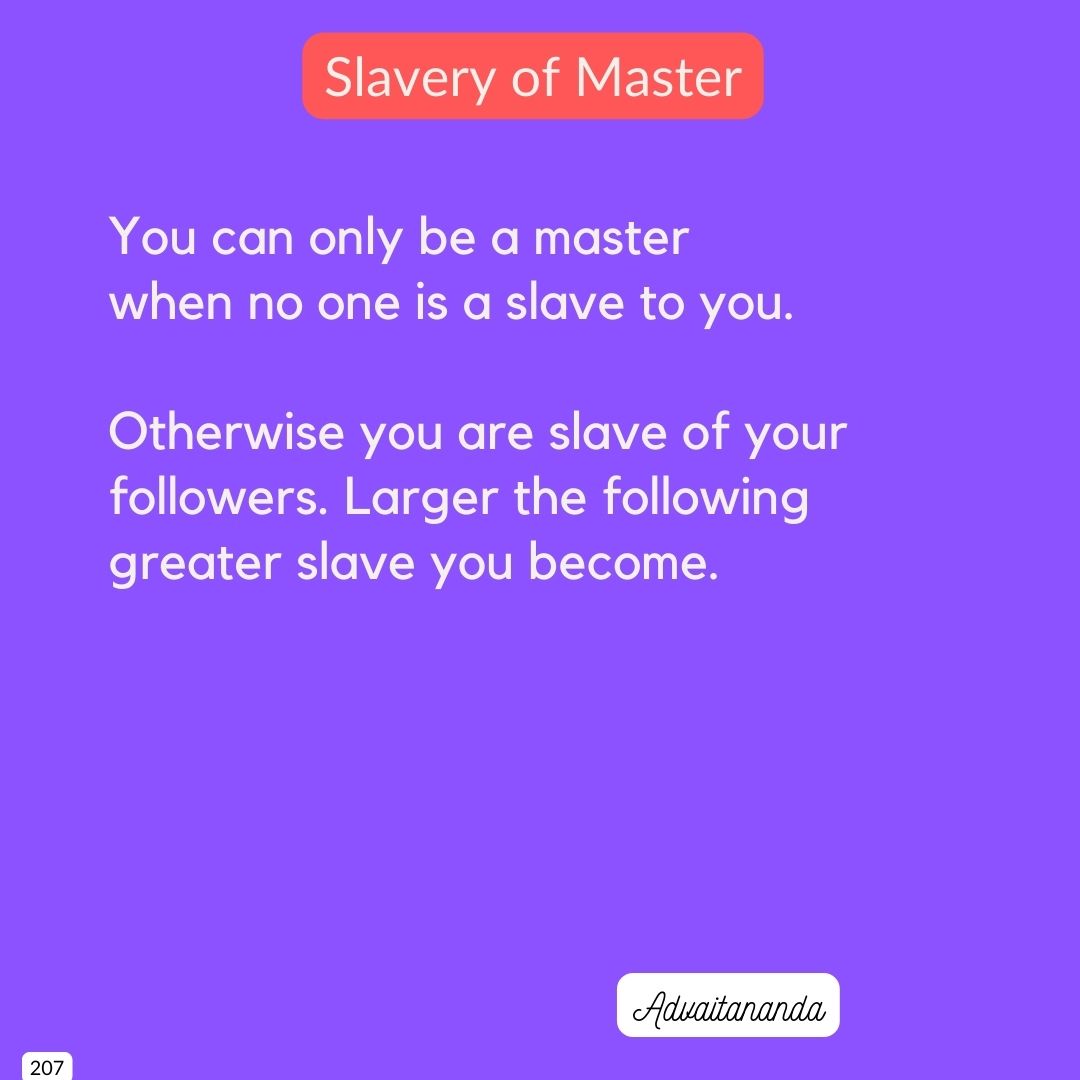 Slavery of Master
You can only be a master
when no one is a slave to you.
Otherwise you are slave of your
followers. Larger the following
greater slave you become.
Advaitananda
207